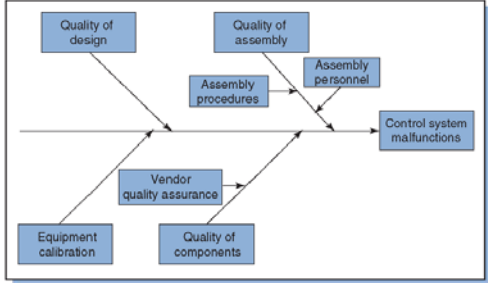 Quality of
design
Quality of
assembly
Assembly
personnel
Assembly
procedures
Control system
malfunctions
Vendor
quality assurance
Equipment
calibration
Quality of
components